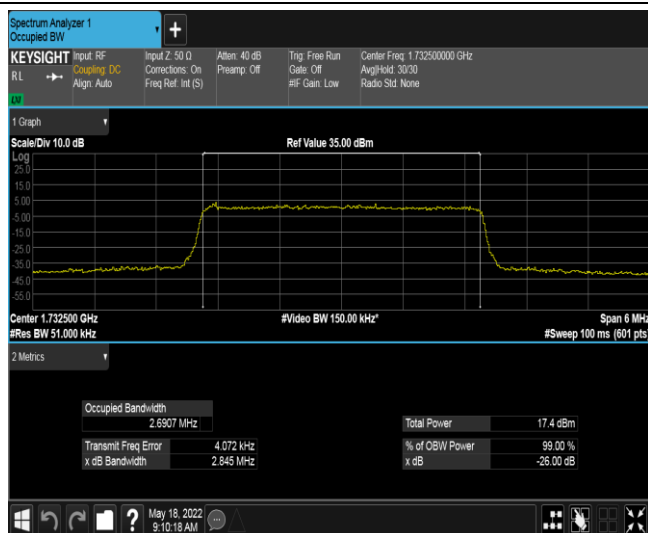 Spectrum Analyzer 1
Occupied BW
KEYSIGHT
RL
Input: RF
Coupling: DC
Align: Auto
Input Z: 50 Ω
Corrections: On
Freq Ref: Int (S)
Atten: 40 dB
Preamp: Off
Trig: Free Run
Gate: Off
#IF Gain: Low
Center Freq: 1.732500000 GHz
Avg|Hold: 30/30
Radio Std: None
1 Graph
Scale/Div 10.0 dB
Ref Value 35.00 dBm
Log
25.0
15.0
5.00
-5.00
-15.0
-25.0
-35.0
-45.0
-55.0
Center 1.732500 GHz
#Video BW 150.00 kHz*
Span 6 MHz
#Res BW 51.000 kHz
#Sweep 100 ms (601 pts)
2 Metrics
Occupied Bandwidth
2.6907 MHz
Total Power 17.4 dBm
Transmit Freq Error 4.072 kHz
% of OBW Power 99.00 %
x dB Bandwidth 2.845 MHz
x dB -26.00 dB
?
May 18, 2022
9:10:18 AM